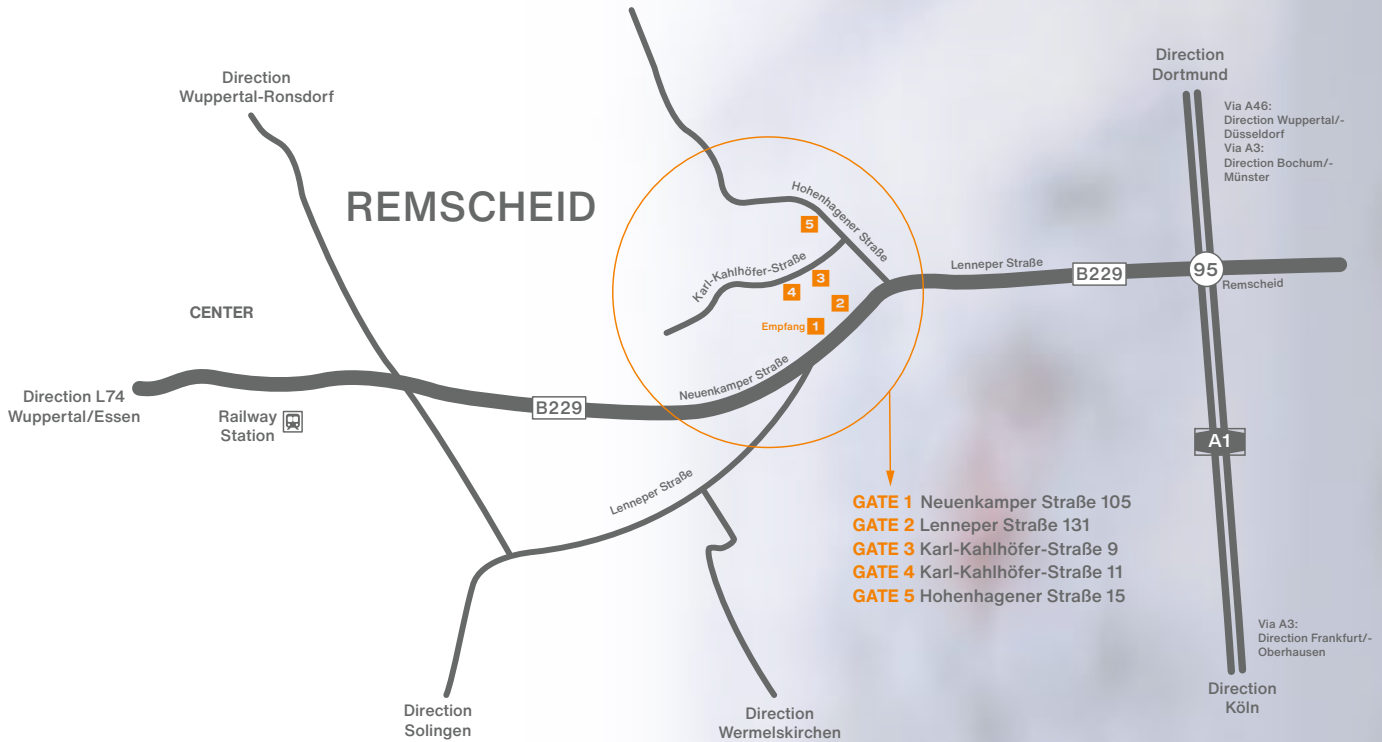 Direction
Dortmund
Via A46:
Direction Wuppertal/-
Düsseldorf
Via A3:
Direction Bochum/-
Münster
Direction
Wuppertal-Ronsdorf
REMSCHEID
Hohenhagener Straße
5
Karl-Kahlhöfer-Straße
3
4
2
Empfang 1
Lenneper Straße
B229
95
Remscheid
CENTER
Neuenkamper Straße
Direction L74
Wuppertal/Essen
Railway
Station
B229
A1
Lenneper Straße
GATE 1 Neuenkamper Straße 105
GATE 2 Lenneper Straße 131
GATE 3 Karl-Kahlhöfer-Straße 9
GATE 4 Karl-Kahlhöfer-Straße 11
GATE 5 Hohenhagener Straße 15
Via A3:
Direction Frankfurt/-
Oberhausen
Direction
Köln
Direction
Solingen
Direction
Wermelskirchen